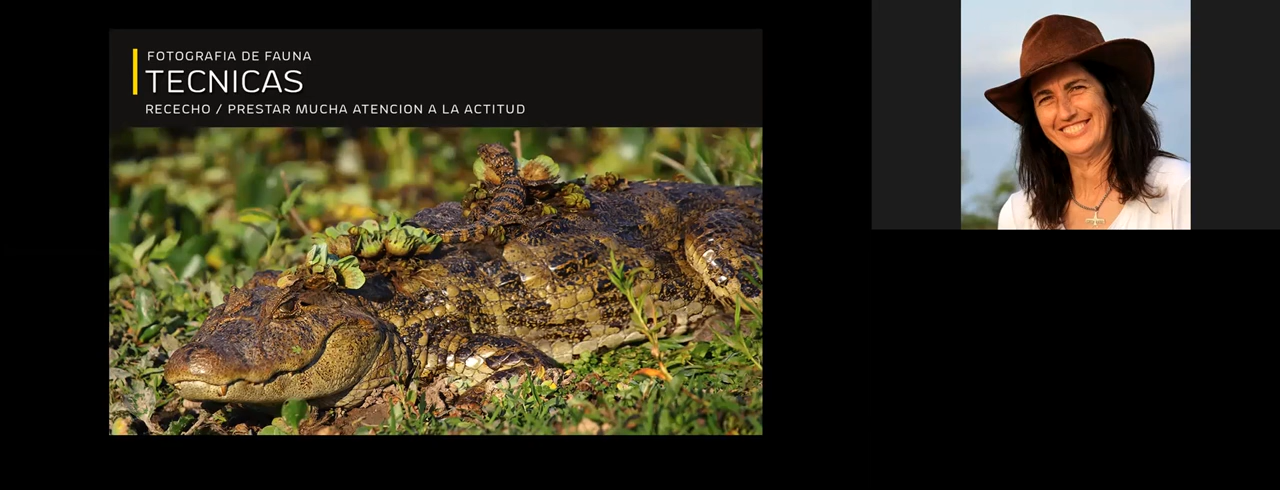 FOTOGRAFIA DE FAUNA
TECNICAS
RECECHO / PRESTAR MUCHA ATENCION A LA ACTITUD